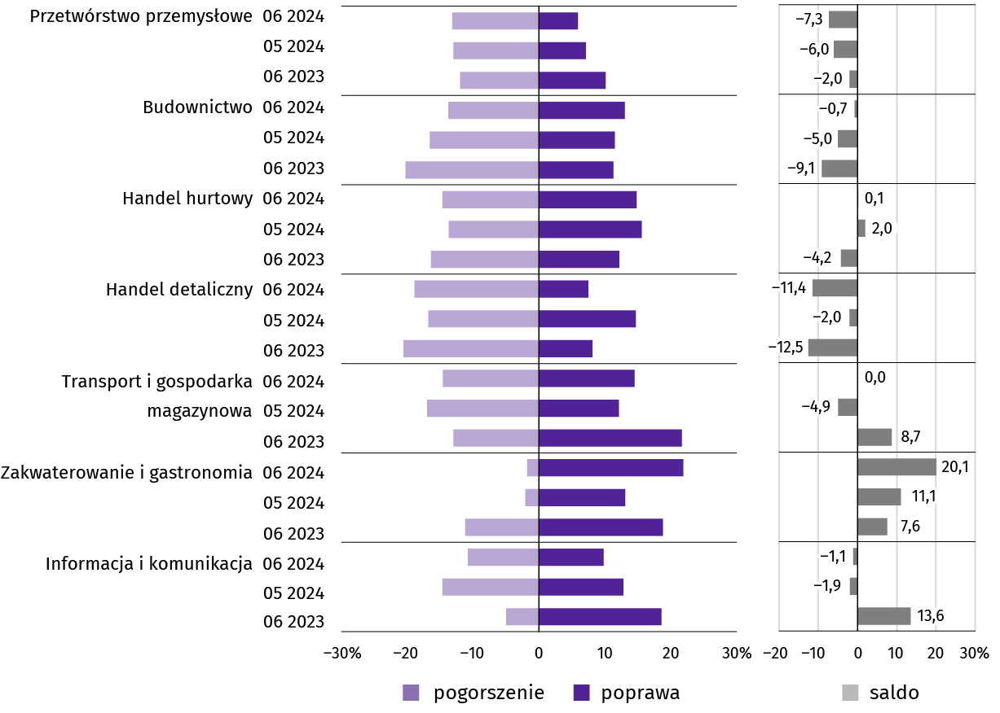 Przetwórstwo przemysłowe 06 2024 −7,3
05 2024 −6,0
06 2023 −2,0
Budownictwo 06 2024 −0,7
05 2024 −5,0
06 2023 −9,1
Handel hurtowy 06 2024 0,1
05 2024 2,0
06 2023 −4,2
Handel detaliczny 06 2024 −11,4
05 2024 −2,0
06 2023 −12,5
Transport i gospodarka 06 2024 0,0
magazynowa 05 2024 −4,9
06 2023 8,7
Zakwaterowanie i gastronomia 06 2024 20,1
05 2024 11,1
06 2023 7,6
Informacja i komunikacja 06 2024 −1,1
05 2024 −1,9
06 2023 13,6
−30% −20 −10 0 10 20 30% −20 −10 0 10 20 30%
pogorszenie poprawa saldo